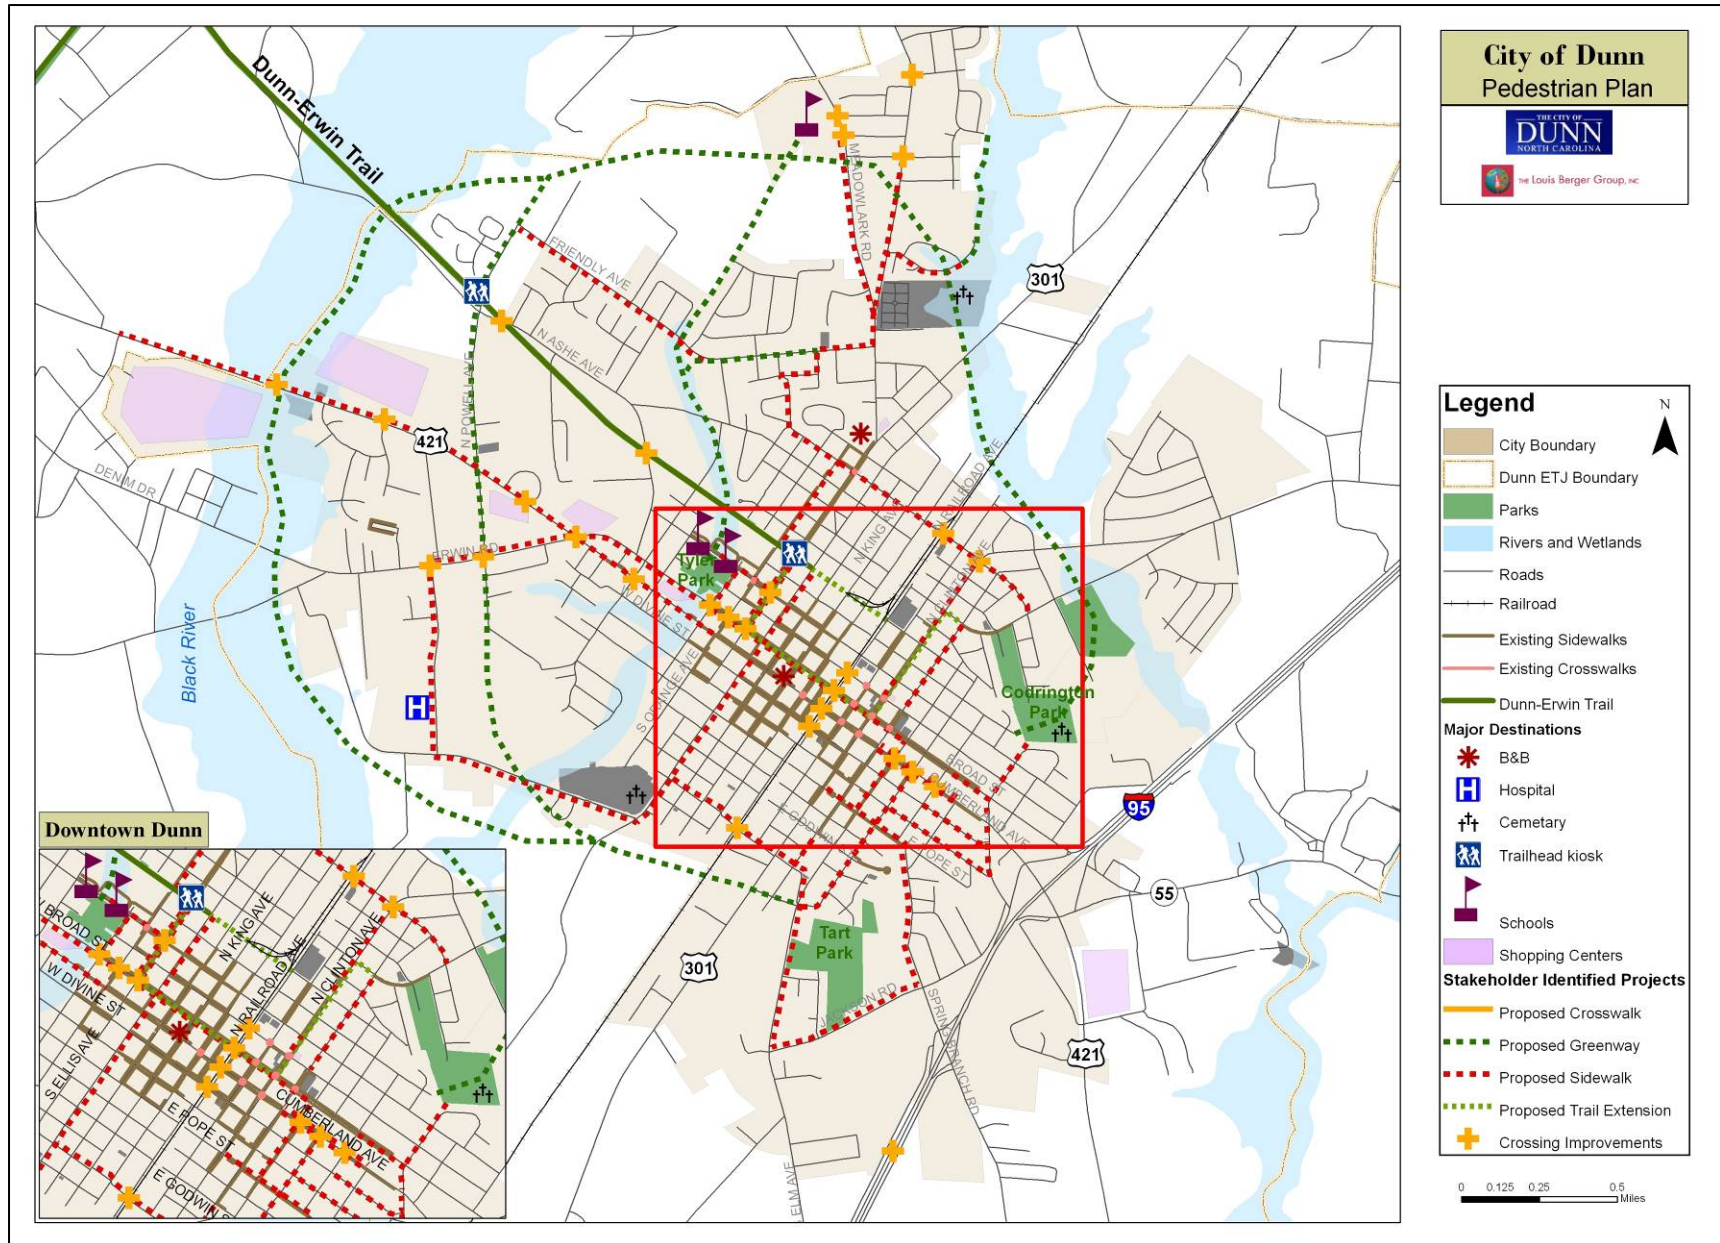 City of Dunn
Pedestrian Plan
THE CITY OF
DUNN
NORTH CAROLINA
THE Louis Berger Group, INC
Dunn-Erwin Trail
MEADOWLARK RD
FRIENDLY AVE
301
N ASHE AVE
N POWELL AVE
421
DENIM DR
ERWIN RD
Black River
H
Tyler
Park
W DIVINE ST
S ORANGE AVE
N KING AVE
N RAILROAD AVE
N CLINTON AVE
Codrington
Park
BROAD ST
CUMBERLAND AVE
E GODWIN
E POPE ST
95
55
301
Tart
Park
JACKSON RD
SPRING BRANCH RD
421
S ELM AVE
Downtown Dunn
W BROAD ST
W DIVINE ST
S ELLIS AVE
N KING AVE
N RAILROAD AVE
N CLINTON AVE
CUMBERLAND AVE
E POPE ST
E GODWIN S
Legend
N
City Boundary
Dunn ETJ Boundary
Parks
Rivers and Wetlands
Roads
Railroad
Existing Sidewalks
Existing Crosswalks
Dunn-Erwin Trail
Major Destinations
B&B
H Hospital
Cemetary
Trailhead kiosk
Schools
Shopping Centers
Stakeholder Identified Projects
Proposed Crosswalk
Proposed Greenway
Proposed Sidewalk
Proposed Trail Extension
Crossing Improvements
0 0.125 0.25 0.5
Miles